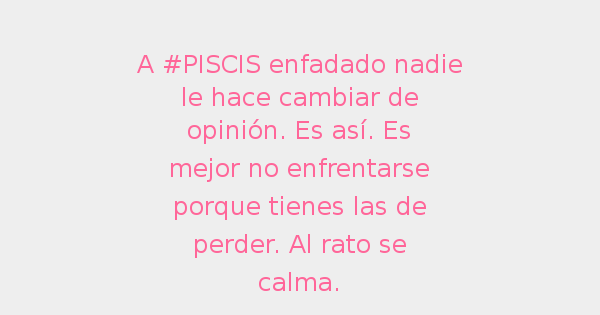 A #PISCIS enfadado nadie
le hace cambiar de
opinión. Es así. Es
mejor no enfrentarse
porque tienes las de
perder. Al rato se
calma.